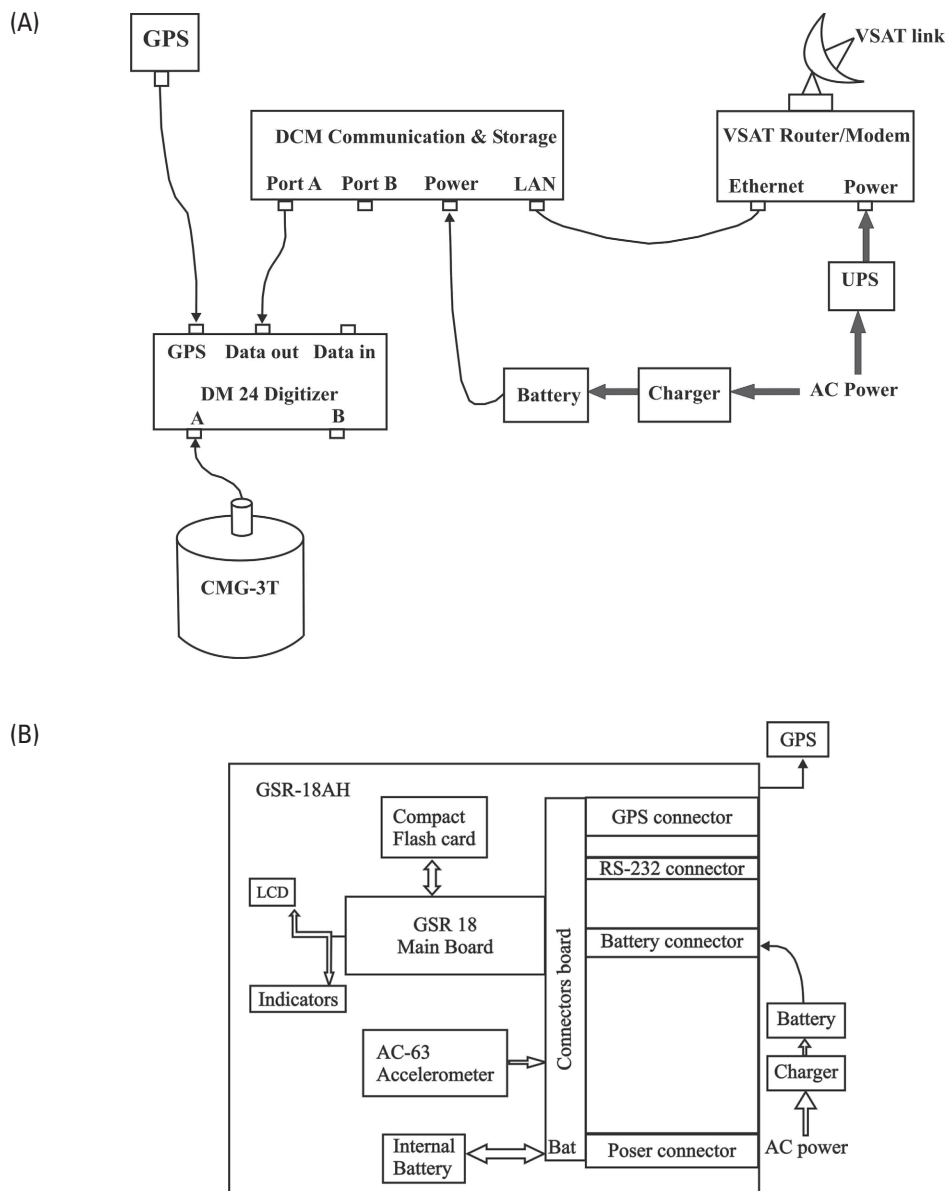 (A)
GPS
VSAT link
DCM Communication & Storage
Port A Port B Power LAN
VSAT Router/Modem
Ethernet Power
UPS
GPS Data out Data in
DM 24 Digitizer
A B
Battery
Charger
AC Power
CMG-3T
(B)
GPS
GSR-18AH
Compact
Flash card
GPS connector
RS-232 connector
LCD
GSR 18
Main Board
Connectors board
Battery connector
Indicators
Battery
AC-63
Accelerometer
Charger
Internal
Battery
Bat
Poser connector
AC power